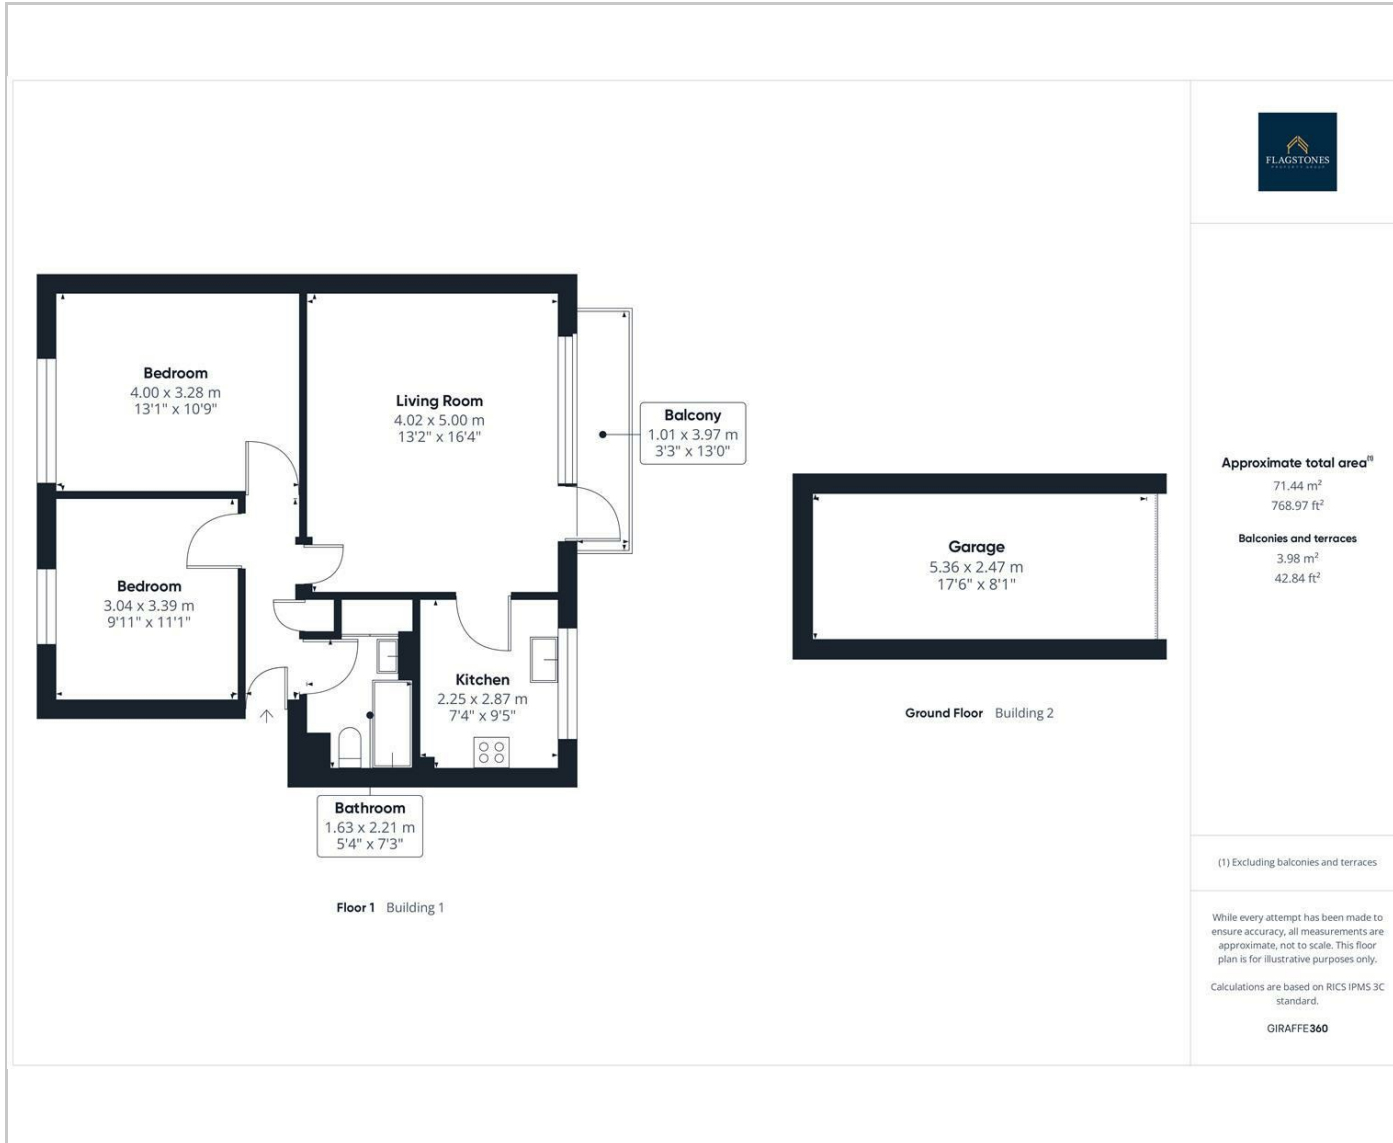 Bedroom
4.00 x 3.28 m
13'1" x 10'9"
Living Room
4.02 x 5.00 m
13'2" x 16'4"
Balcony
1.01 x 3.97 m
3'3" x 13'0"
Bedroom
3.04 x 3.39 m
9'11" x 11'1"
Kitchen
2.25 x 2.87 m
7'4" x 9'5"
Bathroom
1.63 x 2.21 m
5'4" x 7'3"
Floor 1 Building 1
Garage
5.36 x 2.47 m
17'6" x 8'1"
Ground Floor Building 2
FLAGSTONES
PROPERTY GROUP
Approximate total area(1)
71.44 m²
768.97 ft²
Balconies and terraces
3.98 m²
42.84 ft²
(1) Excluding balconies and terraces
While every attempt has been made to
ensure accuracy, all measurements are
approximate, not to scale. This floor
plan is for illustrative purposes only.
Calculations are based on RICS IPMS 3C
standard.
GIRAFFE360